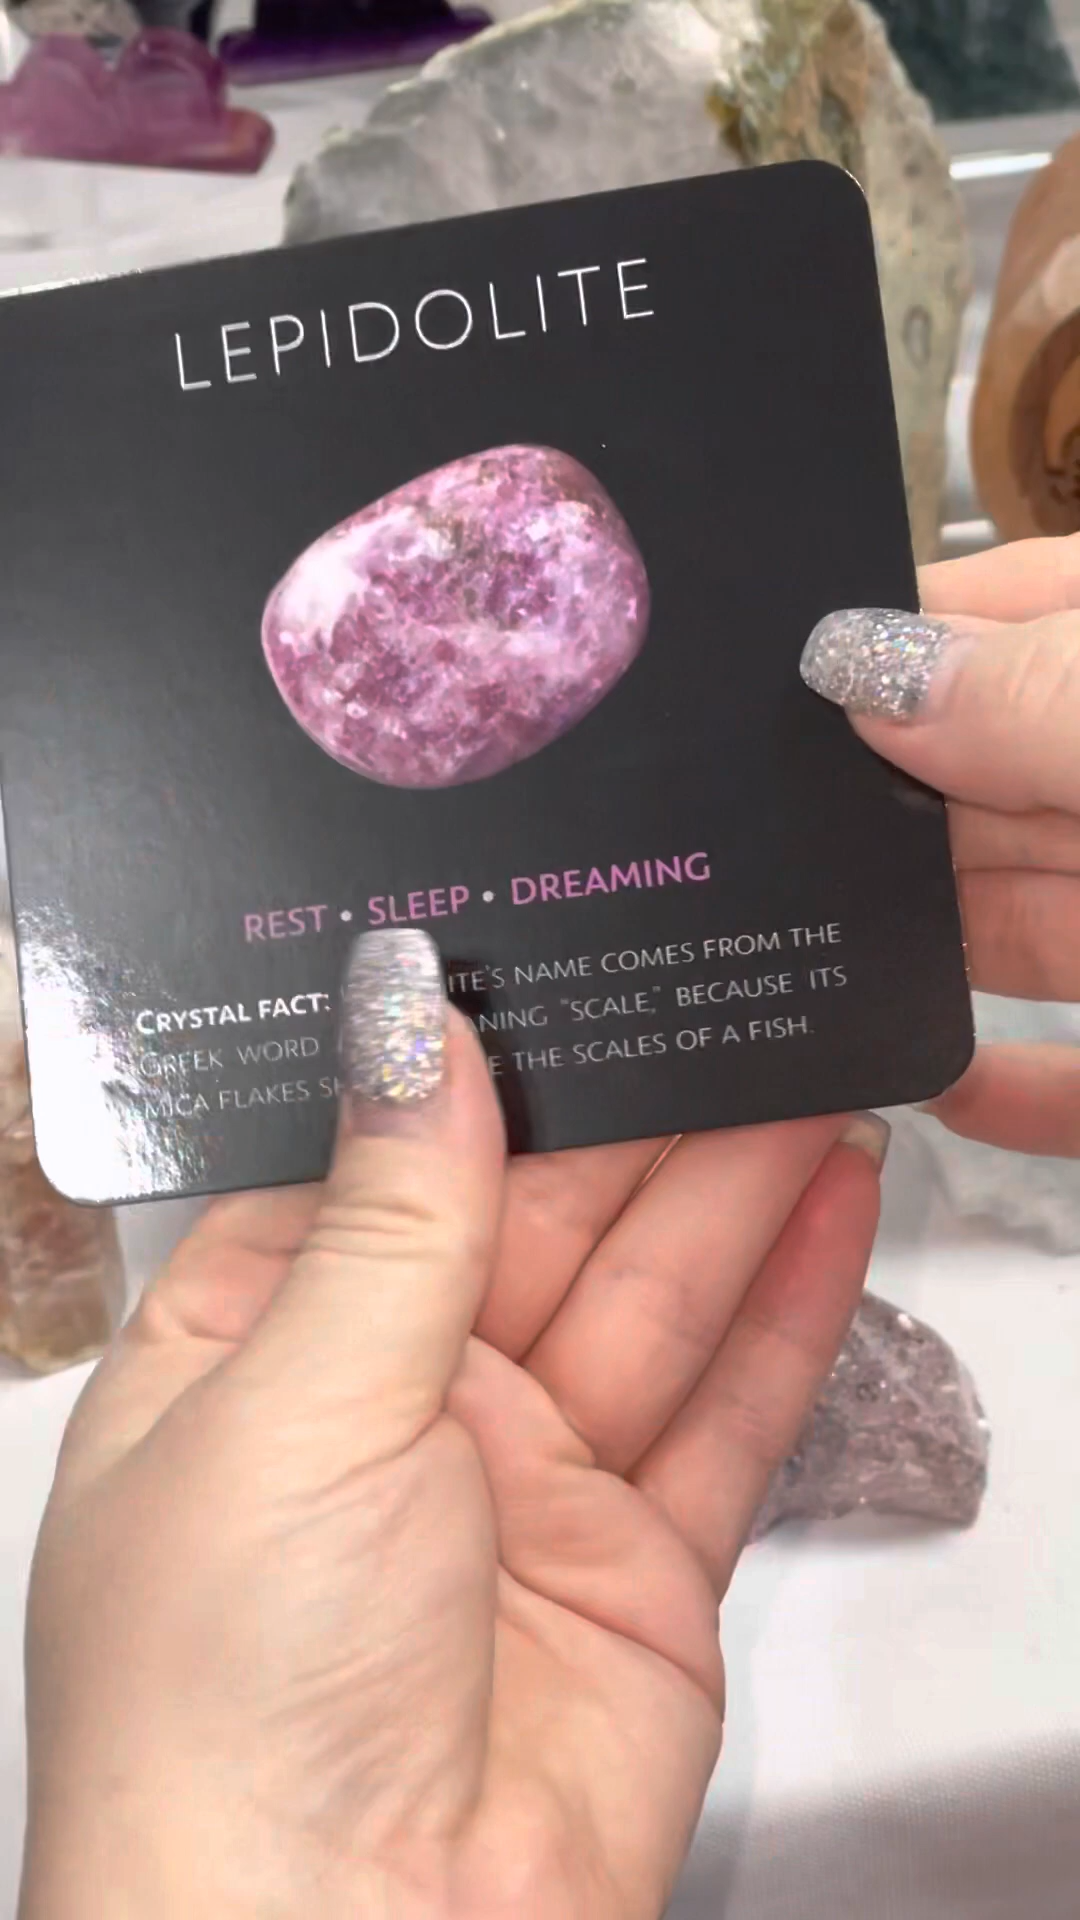 LEPIDOLITE
REST • SLEEP • DREAMING
CRYSTAL FACT: ITE'S NAME COMES FROM THE
GREEK WORD NING "SCALE," BECAUSE ITS
MICA FLAKES THE SCALES OF A FISH.